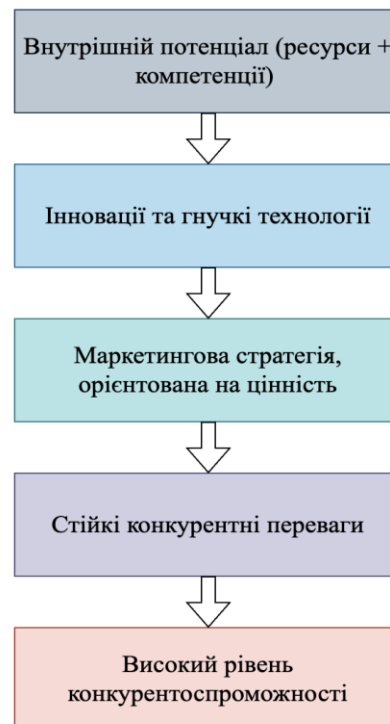 Внутрішній потенціал (ресурси +
компетенції)
Інновації та гнучкі технології
Маркетингова стратегія,
орієнтована на цінність
Стійкі конкурентні переваги
Високий рівень
конкурентоспроможності